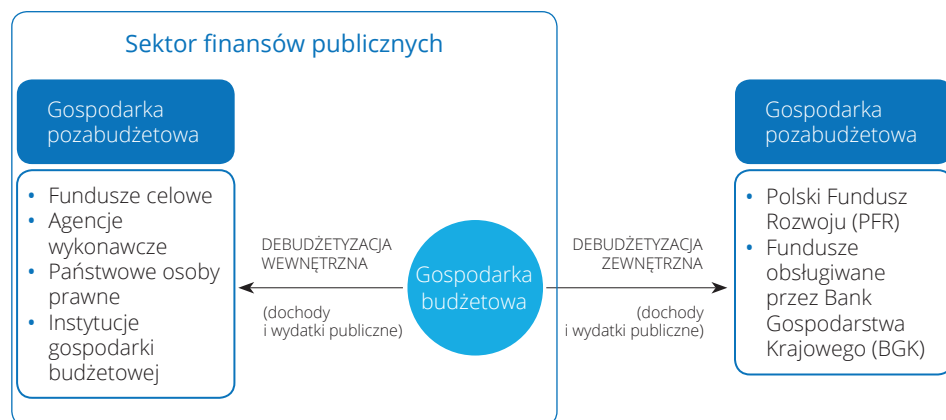 Sektor finansów publicznych
Gospodarka
pozabudżetowa
• Fundusze celowe
• Agencje
wykonawcze
• Państwowe osoby
prawne
• Instytucje
gospodarki
budżetowej
DEBUDŻETYZACJA
WEWNĘTRZNA
(dochody
i wydatki publiczne)
Gospodarka
budżetowa
DEBUDŻETYZACJA
ZEWNĘTRZNA
(dochody
i wydatki publiczne)
Gospodarka
pozabudżetowa
• Polski Fundusz
Rozwoju (PFR)
• Fundusze
obsługiwane
przez Bank
Gospodarstwa
Krajowego (BGK)